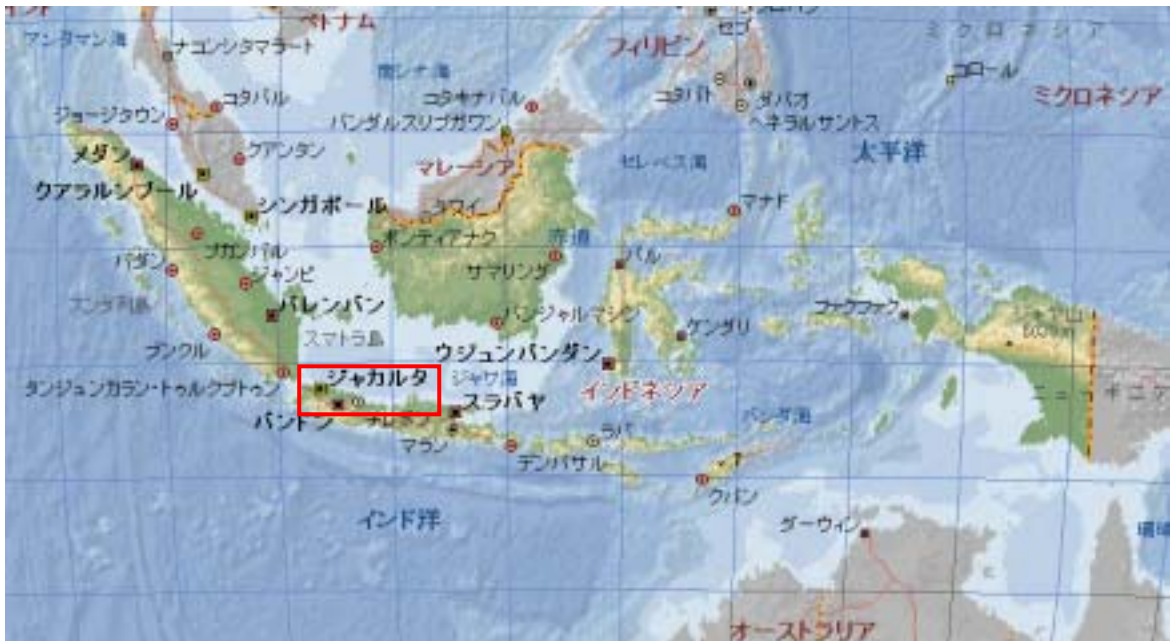 ベトナム
アンダマン海
ナコンシタマラート
フィリピン
セブ
ミクロネシア
コロール
南シナ海
コタバル
コタキナバル
コタバト
ダバオ
ミクロネシア
ジョージタウン
バンダルスリブガワン
ヘネラルサントス
メダン
クアンタン
マレーシア
セレベス海
太平洋
クアラルンプール
シンガポール
マナド
ポンティアナク
赤道
パル
パダン
ジャンビ
サマリンダ
パレンバン
バンジャルマシン
ケンダリ
ファークファク
ジャヤ山
スマトラ島
ブンクル
ウジュンパンダン
タンジュンカラン・トゥルクブトゥン
ジャカルタ
ジャワ海
インドネシア
スラバヤ
バンドン
マラン
バンダ海
デンパサル
クパン
インド洋
ダーウィン
オーストラリア